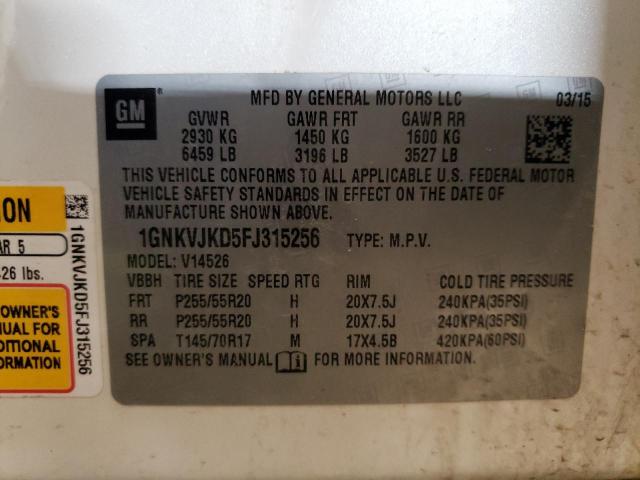 GM
®
MFD BY GENERAL MOTORS LLC 03/15
GVWR GAWR FRT GAWR RR
2930 KG 1450 KG 1600 KG
6459 LB 3196 LB 3527 LB
THIS VEHICLE CONFORMS TO ALL APPLICABLE U.S. FEDERAL MOTOR
VEHICLE SAFETY STANDARDS IN EFFECT ON THE DATE OF
MANUFACTURE SHOWN ABOVE.
1GNKVJKD5FJ315256 TYPE: M.P.V.
MODEL: V14526
VBBH TIRE SIZE SPEED RTG RIM COLD TIRE PRESSURE
FRT P255/55R20 H 20X7.5J 240KPA(35PSI)
RR P255/55R20 H 20X7.5J 240KPA(35PSI)
SPA T145/70R17 M 17X4.5B 420KPA(60PSI)
SEE OWNER'S MANUAL FOR MORE INFORMATION.
ION
AR 5
26 lbs.
OWNER'S
NUAL FOR
DITIONAL
RMATION
1GNKVJKD5FJ315256